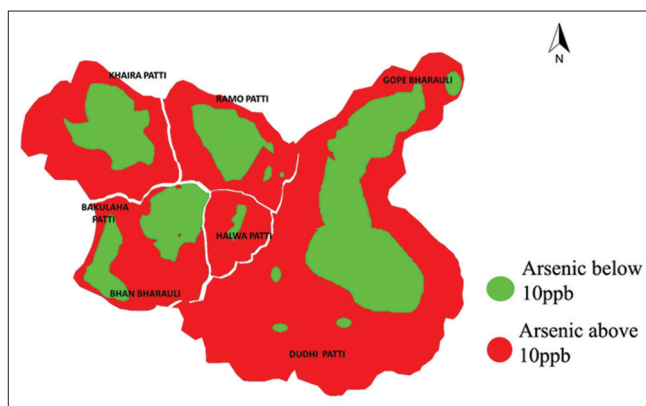 KHAIRA PATTI
RAMO PATTI
GOPE BHARAULI
N
BAKULAHA
PATTI
HALWA PATTI
BHAN BHARAULI
DUDHI PATTI
Arsenic below
10ppb
Arsenic above
10ppb